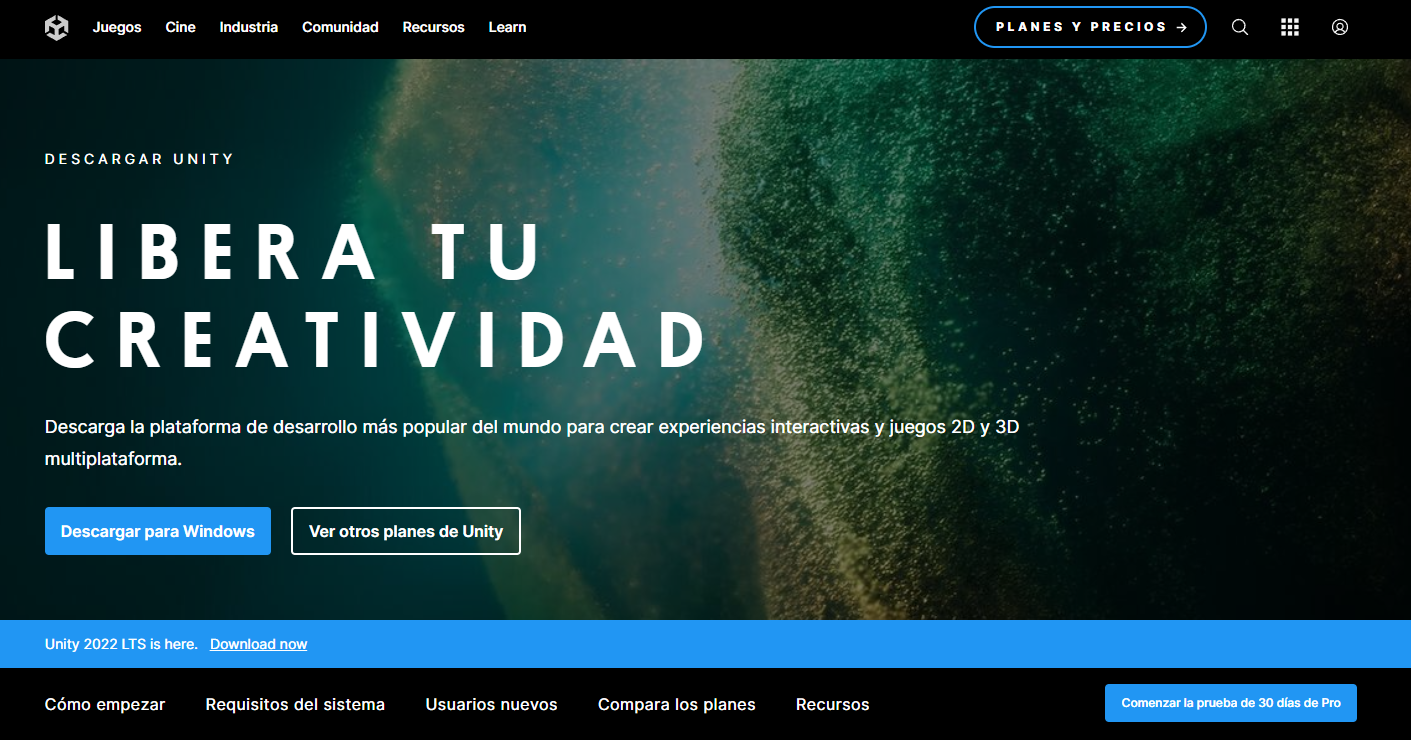 Juegos Cine Industria Comunidad Recursos Learn PLANES Y PRECIOS →
DESCARGAR UNITY
LIBERA TU
CREATIVIDAD
Descarga la plataforma de desarrollo más popular del mundo para crear experiencias interactivas y juegos 2D y 3D
multiplataforma.
Descargar para Windows Ver otros planes de Unity
Unity 2022 LTS is here. Download now
Cómo empezar Requisitos del sistema Usuarios nuevos Compara los planes Recursos Comenzar la prueba de 30 días de Pro